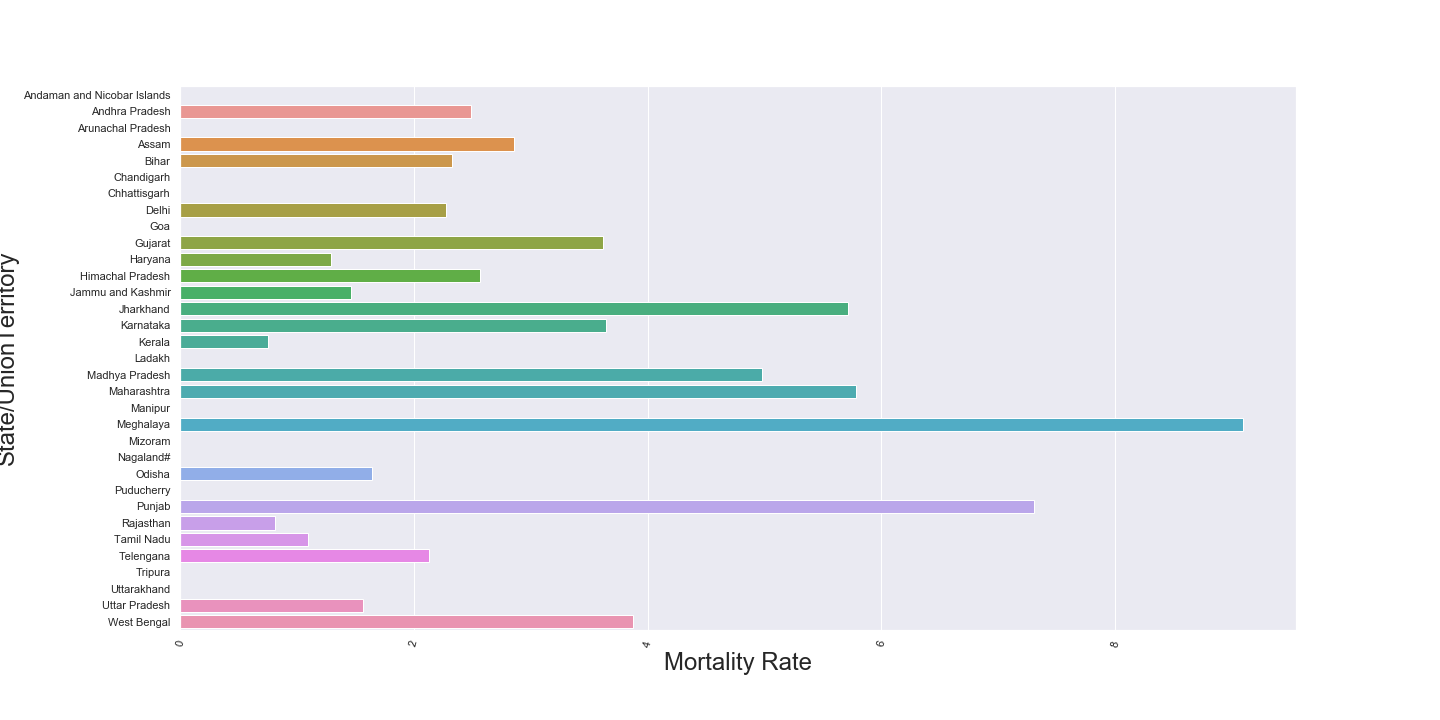 Andaman and Nicobar Islands
Andhra Pradesh
Arunachal Pradesh
Assam
Bihar
Chandigarh
Chhattisgarh
Delhi
Goa
Gujarat
Haryana
Himachal Pradesh
Jammu and Kashmir
Jharkhand
Karnataka
Kerala
Ladakh
Madhya Pradesh
Maharashtra
Manipur
Meghalaya
Mizoram
Nagaland#
Odisha
Puducherry
Punjab
Rajasthan
Tamil Nadu
Telengana
Tripura
Uttarakhand
Uttar Pradesh
West Bengal
State/UnionTerritory
0 2 4 6 8
Mortality Rate